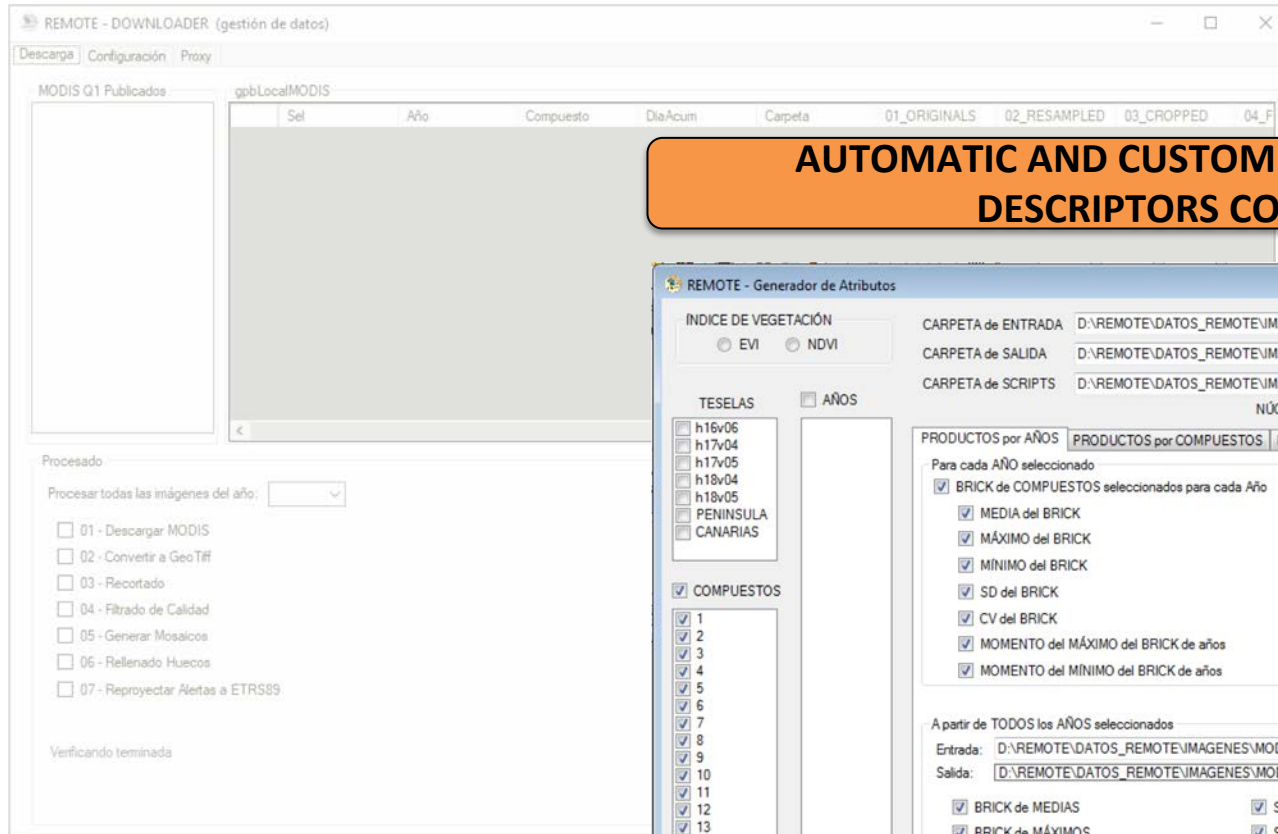 REMOTE - DOWNLOADER (gestión de datos)
Descarga Configuración Proxy
MODIS Q1 Publicados
gpbLocalMODIS
Sel Año Compuesto DiaAcum Carpeta 01_ORIGINALS 02_RESAMPLED 03_CROPPED 04_F
AUTOMATIC AND CUSTOM
DESCRIPTORS CO
Procesado
Procesar todas las imágenes del año:
01 - Descargar MODIS
02 - Convertir a GeoTiff
03 - Recortado
04 - Filtrado de Calidad
05 - Generar Mosaicos
06 - Rellenado Huecos
07 - Reproyectar Alertas a ETRS89
Verificando terminada
REMOTE - Generador de Atributos
ÍNDICE DE VEGETACIÓN
EVI NDVI
CARPETA de ENTRADA D:\REMOTE\DATOS_REMOTE\IM
CARPETA de SALIDA D:\REMOTE\DATOS_REMOTE\IM
CARPETA de SCRIPTS D:\REMOTE\DATOS_REMOTE\IM
NÚC
TESELAS
h16v06
h17v04
h17v05
h18v04
h18v05
PENINSULA
CANARIAS
AÑOS
COMPUESTOS
1
2
3
4
5
6
7
8
9
10
11
12
13
PRODUCTOS por AÑOS PRODUCTOS por COMPUESTOS
Para cada AÑO seleccionado
BRICK de COMPUESTOS seleccionados para cada Año
MEDIA del BRICK
MÁXIMO del BRICK
MÍNIMO del BRICK
SD del BRICK
CV del BRICK
MOMENTO del MÁXIMO del BRICK de años
MOMENTO del MÍNIMO del BRICK de años
A partir de TODOS los AÑOS seleccionados
Entrada: D:\REMOTE\DATOS_REMOTE\IMAGENES\MOD
Salida: D:\REMOTE\DATOS_REMOTE\IMAGENES\MOD
BRICK de MEDIAS S
BRICK de MÁXIMOS S